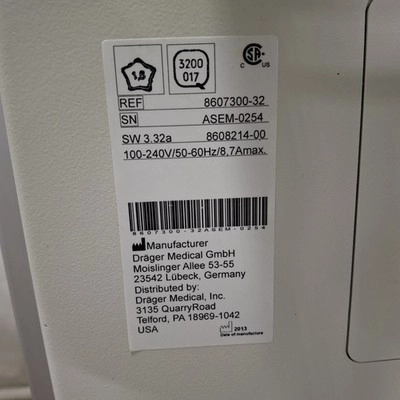 1,8
3200
017
CSA
C US
REF 8607300-32
SN ASEM-0254
SW 3.32a 8608214-00
100-240V/50-60Hz/8,7Amax.
8607300-32ASEM-0254
Manufacturer
Dräger Medical GmbH
Moislinger Allee 53-55
23542 Lübeck, Germany
Distributed by:
Dräger Medical, Inc.
3135 QuarryRoad
Telford, PA 18969-1042
USA
2013
Date of manufacture